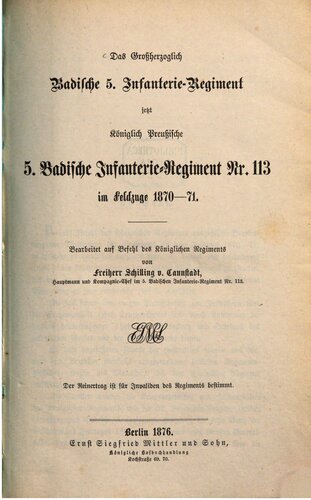 Das Großherzoglich
Badische 5. Infanterie-Regiment
jetzt
Königlich Preußische
5. Badische Infanterie-Regiment Nr. 113
im Feldzuge 1870—71.
Bearbeitet auf Befehl des Königlichen Regiments
von
Freiherr Schilling v. Cannstadt,
Hauptmann und Kompagnie-Chef im 5. Badischen Infanterie-Regiment Nr. 113.
Der Reinertrag ist für Invaliden des Regiments bestimmt.
Berlin 1876.
Ernst Siegfried Mittler und Sohn,
Königliche Hofbuchhandlung
Kochstraße 69. 70.